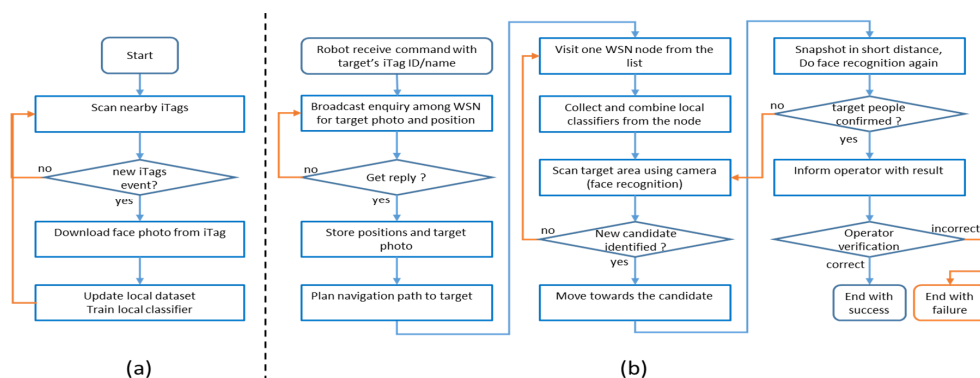 Start
Scan nearby iTags
no
new iTags
event?
yes
Download face photo from iTag
Update local dataset
Train local classifier
(a)
Robot receive command with
target's iTag ID/name
Broadcast enquiry among WSN
for target photo and position
no
Get reply ?
yes
Store positions and target
photo
Plan navigation path to target
Visit one WSN node from the
list
Collect and combine local
classifiers from the node
Scan target area using camera
(face recognition)
no
New candidate
identified ?
yes
Move towards the candidate
Snapshot in short distance,
Do face recognition again
no
target people
confirmed ?
yes
Inform operator with result
Operator
verification
incorrect
correct
End with
success
End with
failure
(b)